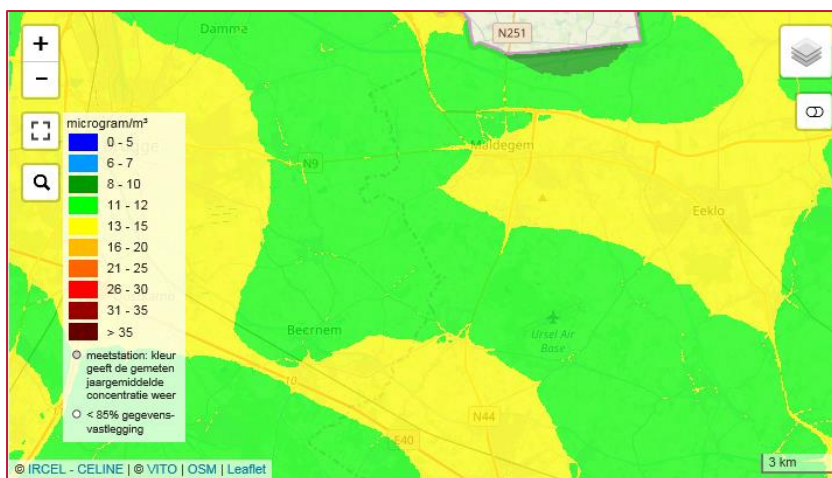 Damme
N251
+
−
microgram/m³
0 - 5
6 - 7
8 - 10
11 - 12
13 - 15
16 - 20
21 - 25
26 - 30
31 - 35
> 35
meetstation: kleur
geeft de gemeten
jaargemiddelde
concentratie weer
< 85% gegevens-
vastlegging
N9
Maldegem
Eeklo
Beernem
Ursel Air
Base
10
N44
E40
3 km
© IRCEL - CELINE | © VITO | OSM | Leaflet